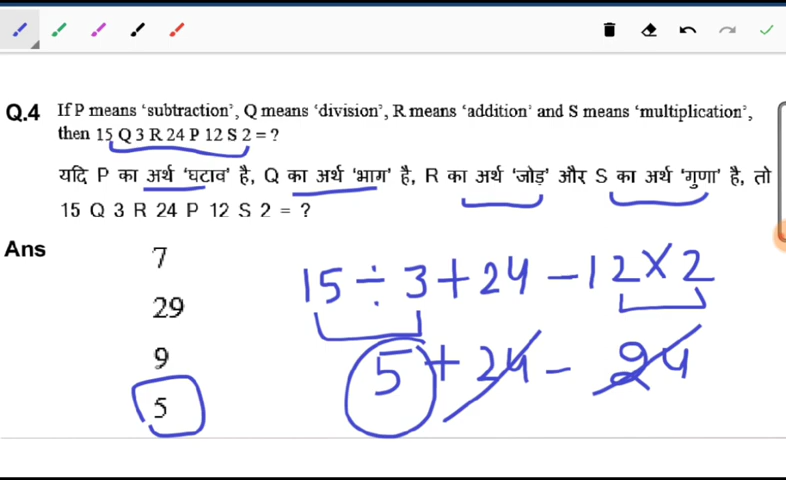 Q.4 If P means ‘subtraction’, Q means ‘division’, R means ‘addition’ and S means ‘multiplication’,
then 15 Q 3 R 24 P 12 S 2 = ?
यदि P का अर्थ ‘घटाव’ है, Q का अर्थ ‘भाग’ है, R का अर्थ ‘जोड़’ और S का अर्थ ‘गुणा’ है, तो
15 Q 3 R 24 P 12 S 2 = ?
Ans
7
29
9
5
15 ÷ 3 + 24 - 12 × 2
5 + 24 - 24